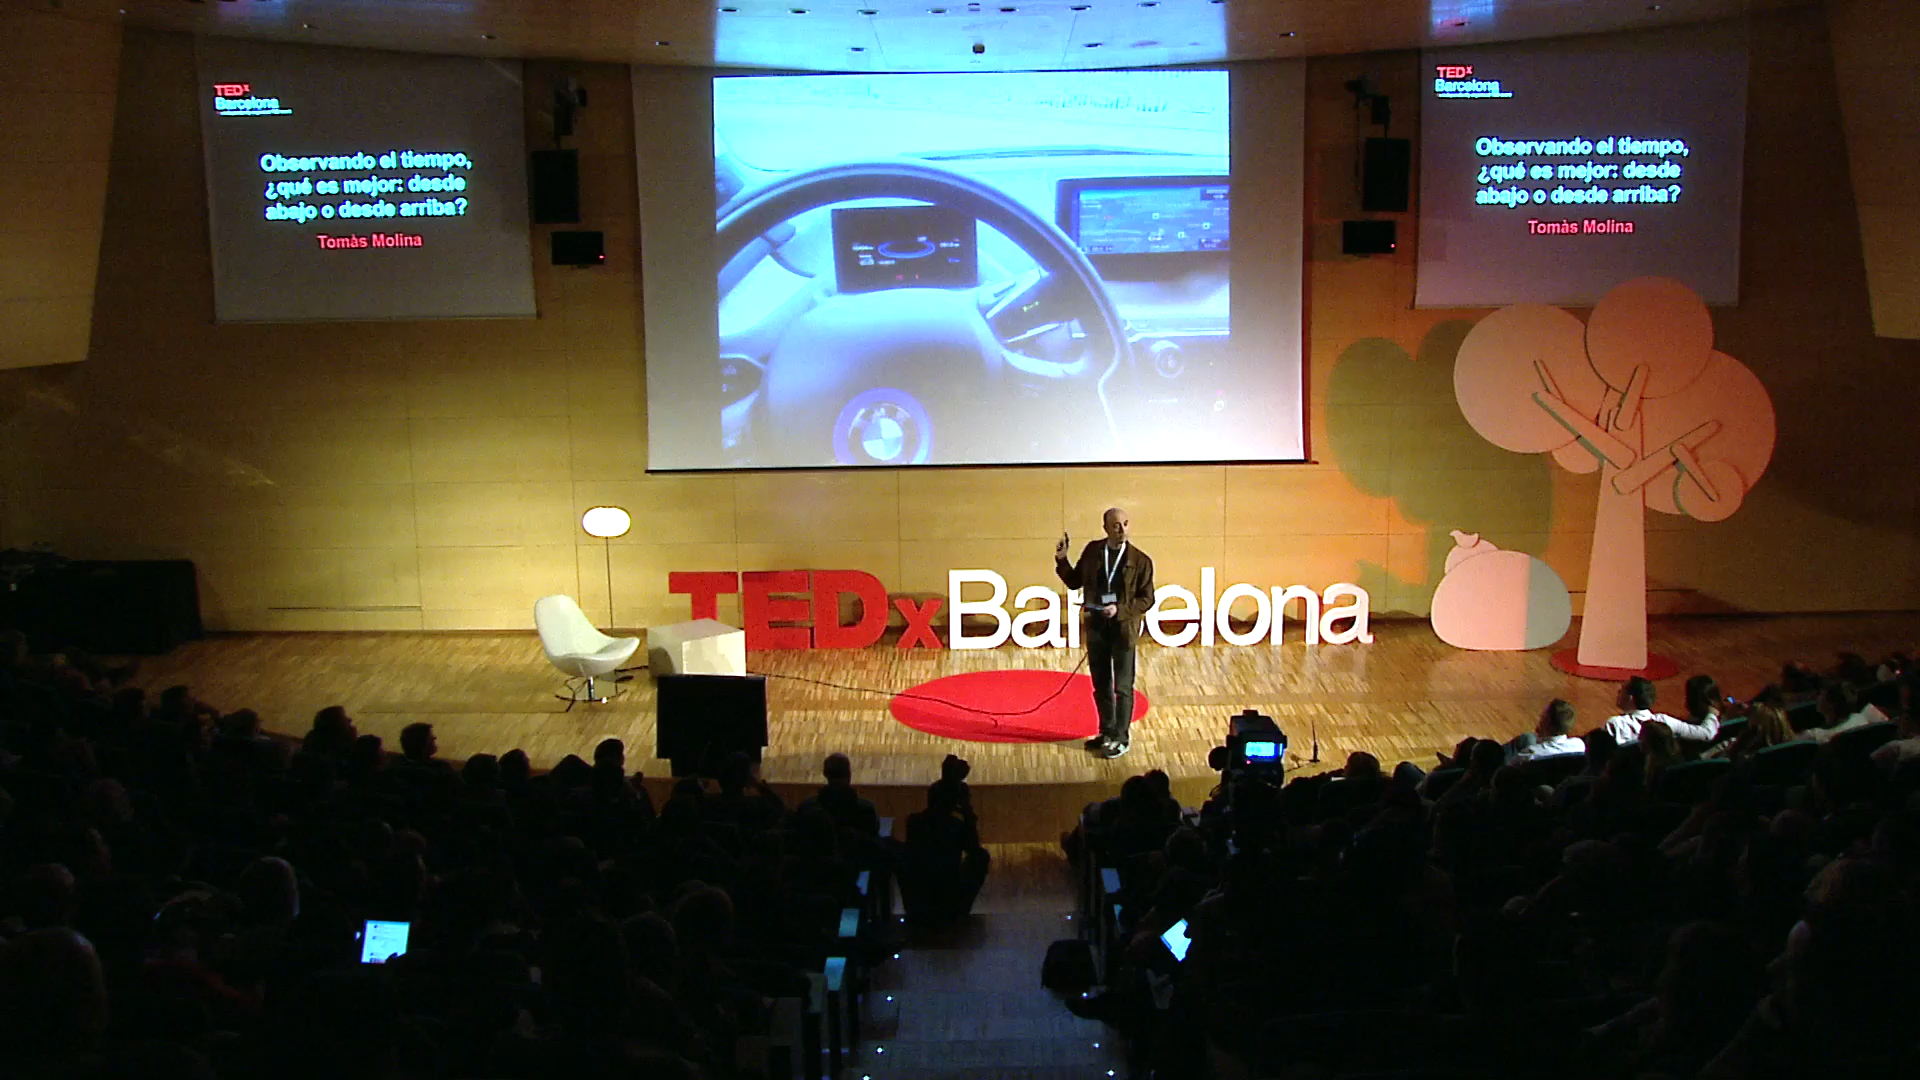 TEDx
Barcelona
Observando el tiempo,
¿qué es mejor: desde
abajo o desde arriba?
Tomàs Molina
TEDx
Barcelona
Observando el tiempo,
¿qué es mejor: desde
abajo o desde arriba?
Tomàs Molina
TEDxBarcelona